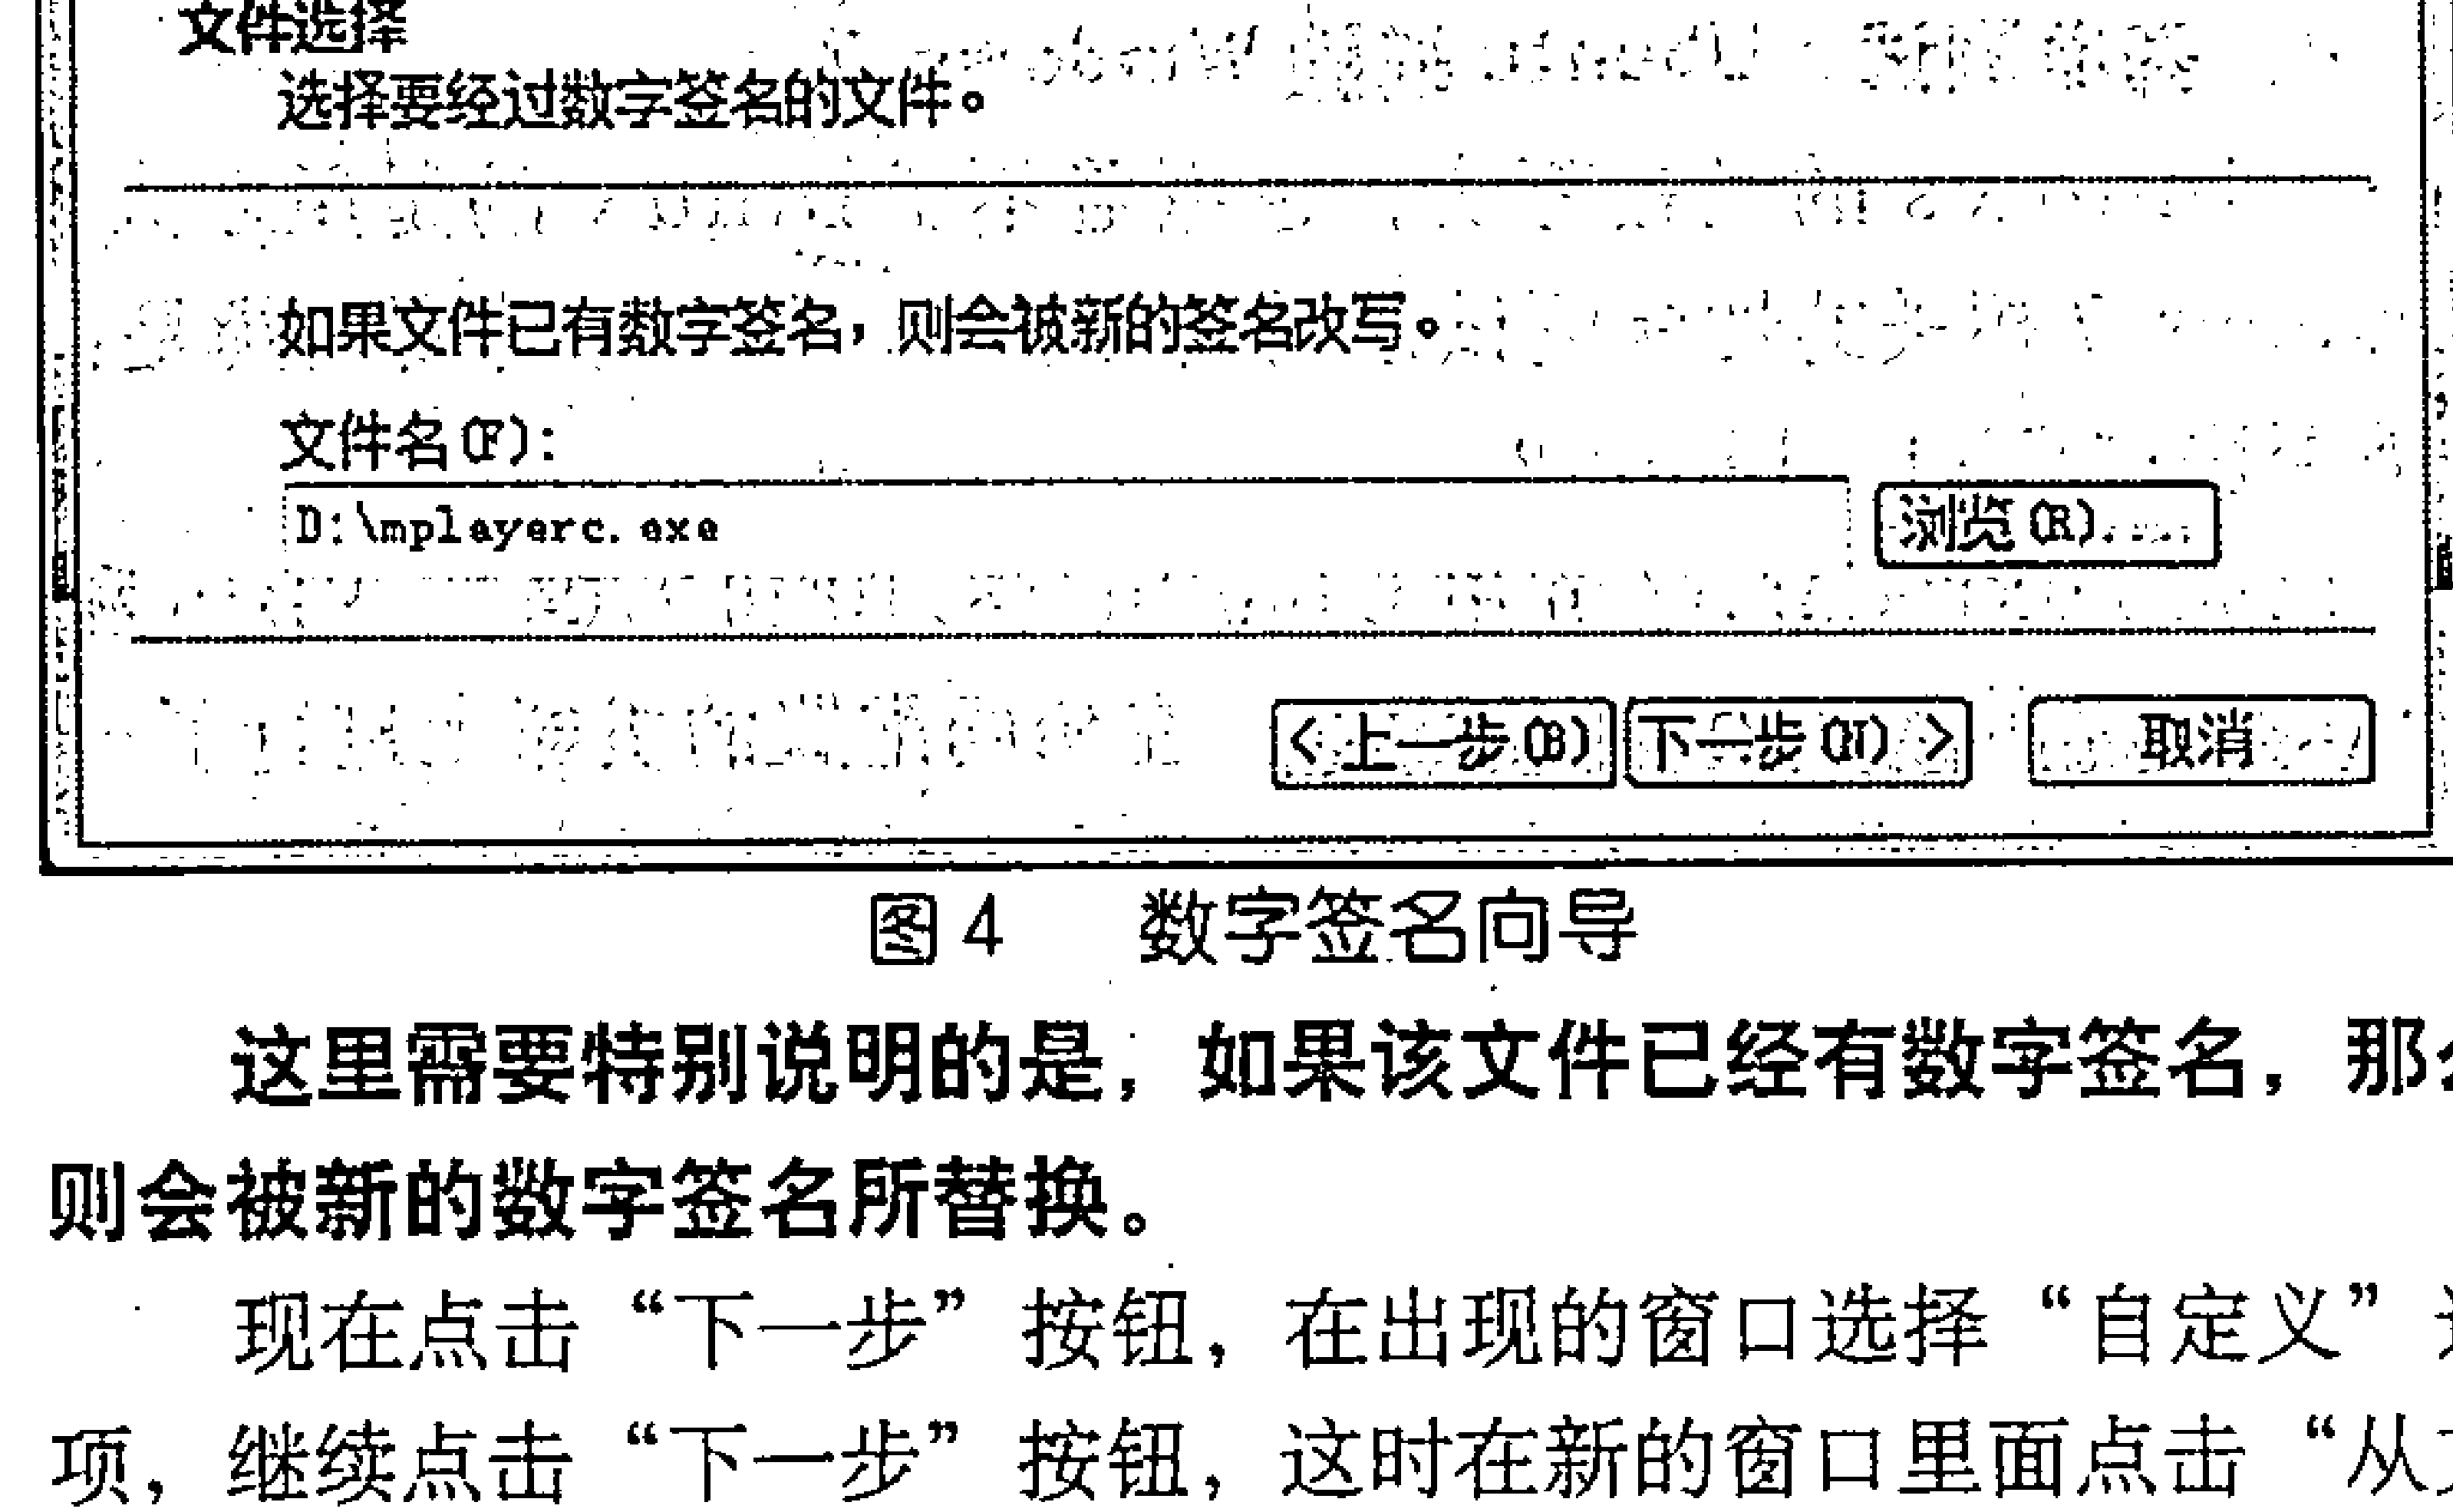 文件选择
选择要经过数字签名的文件。
如果文件已有数字签名，则会被新的签名改写。
文件名(F):
D:\mplayerc.exe
浏览(R)...
<上一步(B)
下一步(N) >
取消
图4 数字签名向导
这里需要特别说明的是，如果该文件已经有数字签名，那
则会被新的数字签名所替换。
现在点击“下一步”按钮，在出现的窗口选择“自定义”
项，继续点击“下一步”按钮，这时在新的窗口里面点击“从